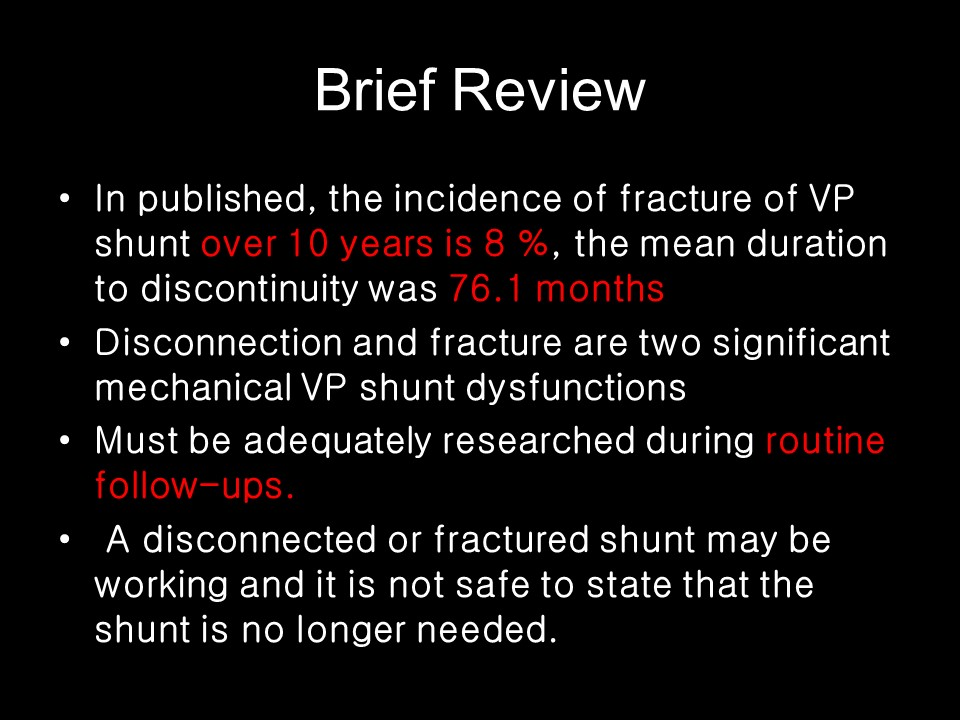 Brief Review
• In published, the incidence of fracture of VP
shunt over 10 years is 8 %, the mean duration
to discontinuity was 76.1 months
• Disconnection and fracture are two significant
mechanical VP shunt dysfunctions
• Must be adequately researched during routine
follow-ups.
• A disconnected or fractured shunt may be
working and it is not safe to state that the
shunt is no longer needed.